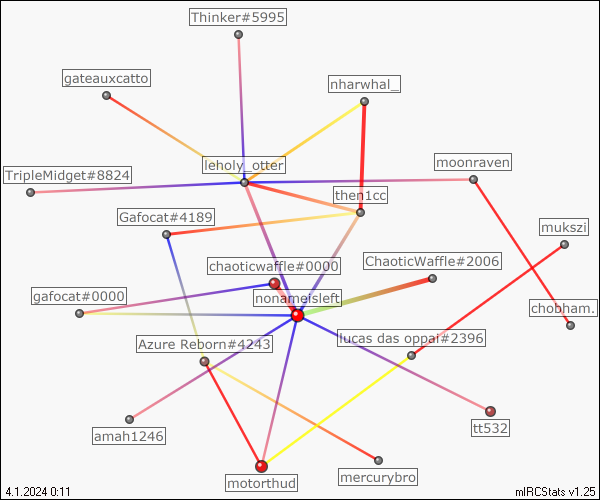 Thinker#5995
gateauxcatto
nharwhal_
leholy_otter
moonraven
TripleMidget#8824
then1cc
Gafocat#4189
mukszi
chaoticwaffle#0000
ChaoticWaffle#2006
gafocat#0000
nonameisleft
chobham.
Azure Reborn#4243
lucas das oppai#2396
amah1246
tt532
motorthud
mercurybro
4.1.2024 0:11
mIRCStats v1.25